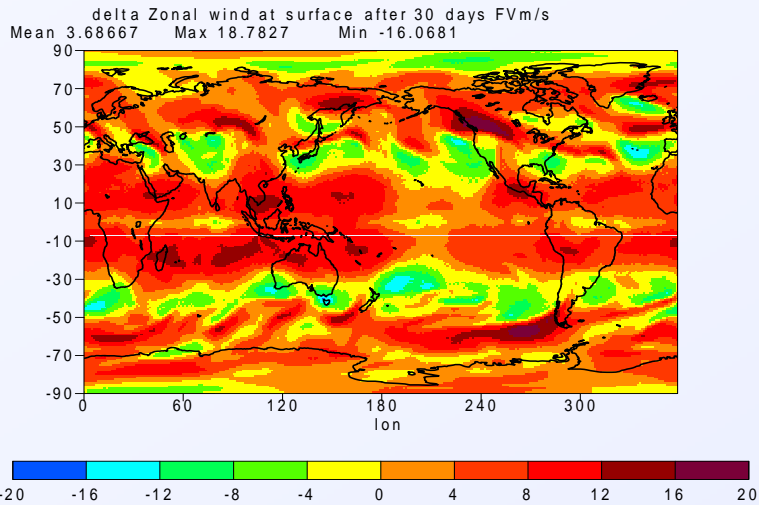 delta Zonal wind at surface after 30 days FVm/s
Mean 3.68667 Max 18.7827 Min -16.0681
90
70
50
30
10
-10
-30
-50
-70
-90
0 60 120 180 240 300
lon
-20 -16 -12 -8 -4 0 4 8 12 16 20